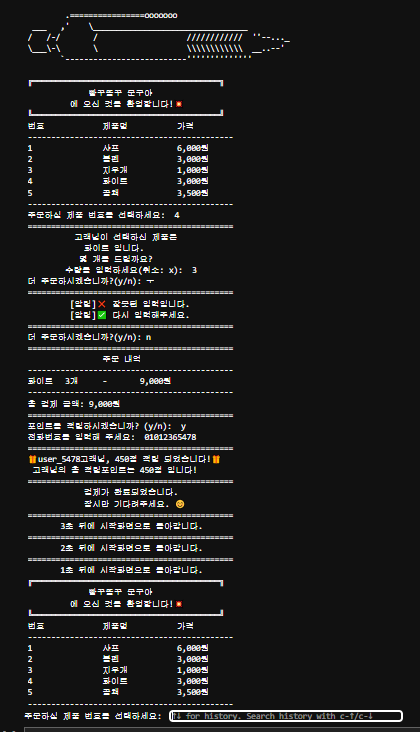 빨꾸뚤꾸 문구아
에 오신 것을 환영합니다!
번호 제품명 가격
1 샤프 6,000원
2 볼펜 3,000원
3 지우개 1,000원
4 화이트 3,000원
5 공책 3,500원
주문하실 제품 번호를 선택하세요: 4
고객님이 선택하신 제품은
화이트 입니다.
몇 개를 드릴까요?
수량을 입력하세요(취소: x): 3
더 주문하시겠습니까?(y/n): ㅜ
[알림]❌ 잘못된 입력입니다.
[알림]✅ 다시 입력해주세요.
더 주문하시겠습니까?(y/n): n
주문 내역
화이트 3개 - 9,000원
총 결제 금액: 9,000원
포인트를 적립하시겠습니까? (y/n): y
전화번호를 입력해 주세요: 01012365478
user_5478고객님, 450점 적립 되었습니다!
고객님의 총 적립포인트는 450점 입니다!
결제가 완료되었습니다.
잠시만 기다려주세요.
3초 뒤에 시작화면으로 돌아갑니다.
2초 뒤에 시작화면으로 돌아갑니다.
1초 뒤에 시작화면으로 돌아갑니다.
빨꾸뚤꾸 문구아
에 오신 것을 환영합니다!
번호 제품명 가격
1 샤프 6,000원
2 볼펜 3,000원
3 지우개 1,000원
4 화이트 3,000원
5 공책 3,500원
주문하실 제품 번호를 선택하세요: ↑↓ for history. Search history with c-↑/c-↓